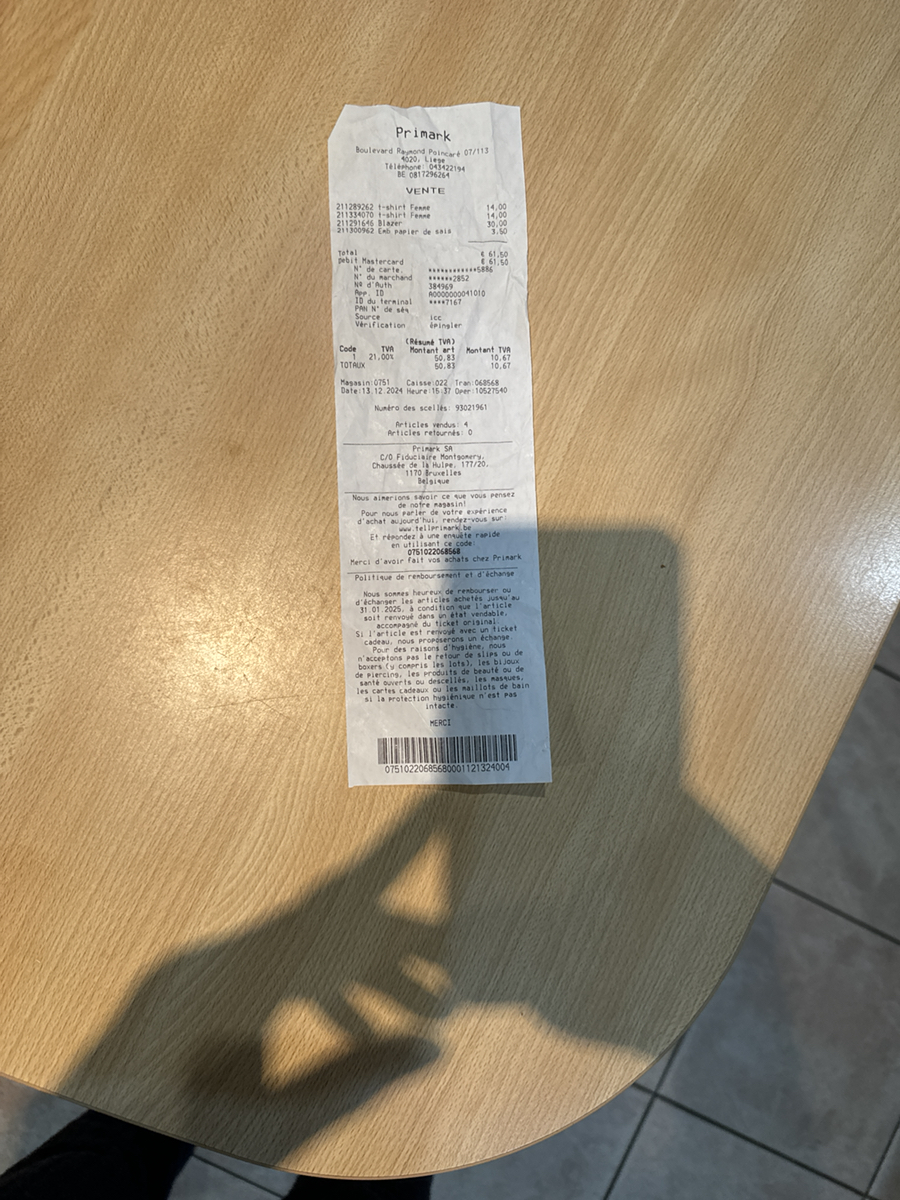 Primark
Boulevard Raymond Poincaré 07/113
4020, Liege
Téléphone: 043422194
BE 0817296264
VENTE
211289262 t-shirt Femme 14,00
211334070 t-shirt Femme 14,00
211291646 Blazer 30,00
211300962 Emb papier de sais 3,50
Total € 61,50
Debit Mastercard € 61,50
N° de carte. ************5886
N° du marchand ******2852
Nº d'Auth 384969
App. ID A0000000041010
ID du terminal ****7167
PAN N° de séq
Source icc
Vérification épingler
(Résumé TVA)
Code TVA Montant art Montant TVA
1 21,00% 50,83 10,67
TOTAUX 50,83 10,67
Magasin:0751 Caisse:022 Tran:068568
Date:13.12.2024 Heure:15:37 Oper:10527540
Numéro des scellés: 93021961
Articles vendus: 4
Articles retournés: 0
Primark SA
C/O Fiduciaire Montgomery,
Chaussée de la Hulpe, 177/20,
1170 Bruxelles
Belgique
Nous aimerions savoir ce que vous pensez
de notre magasin!
Pour nous parler de votre expérience
d'achat aujourd'hui, rendez-vous sur:
www.tellprimark.be
Et répondez à une enquête rapide
en utilisant ce code:
0751022068568
Merci d'avoir fait vos achats chez Primark
Politique de remboursement et d'échange
Nous sommes heureux de rembourser ou
d'échanger les articles achetés jusqu'au
31.01.2025, à condition que l'article
soit renvoyé dans un état vendable,
accompagné du ticket original.
Si l'article est renvoyé avec un ticket
cadeau, nous proposerons un échange.
Pour des raisons d'hygiène, nous
n'acceptons pas le retour de slips ou de
boxers (y compris les lots), les bijoux
de piercing, les produits de beauté ou de
santé ouverts ou descellés, les masques,
les cartes cadeaux ou les maillots de bain
si la protection hygiénique n'est pas
intacte.
MERCI
07510220685680001121324004